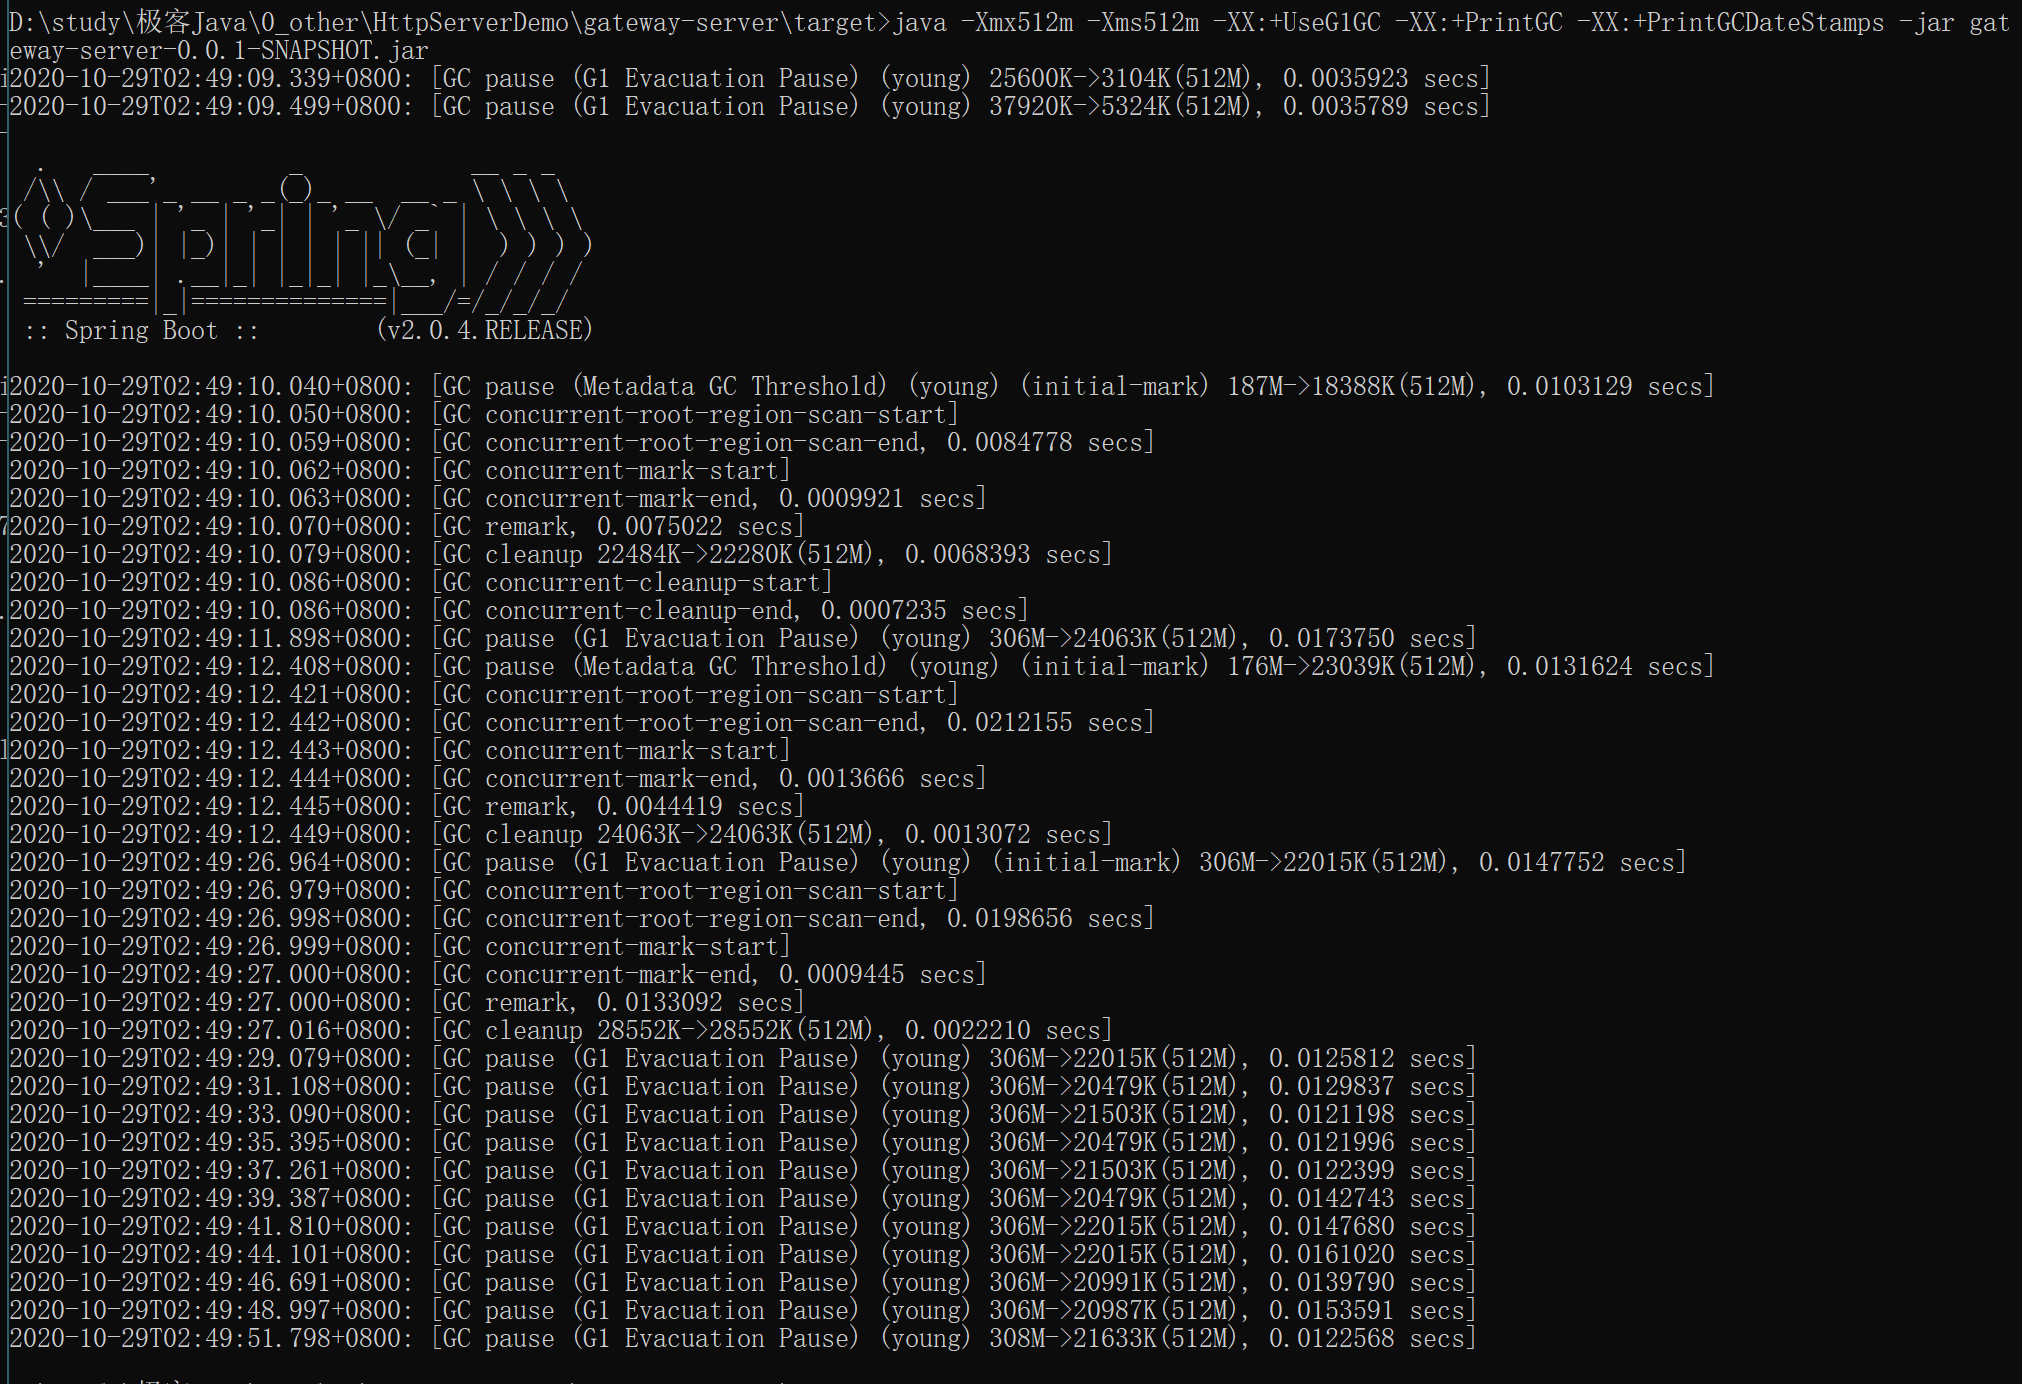 D:\study\极客Java\0_other\HttpServerDemo\gateway-server\target>java -Xmx512m -Xms512m -XX:+UseG1GC -XX:+PrintGC -XX:+PrintGCDateStamps -jar gat
eway-server-0.0.1-SNAPSHOT.jar
2020-10-29T02:49:09.339+0800: [GC pause (G1 Evacuation Pause) (young) 25600K->3104K(512M), 0.0035923 secs]
2020-10-29T02:49:09.499+0800: [GC pause (G1 Evacuation Pause) (young) 37920K->5324K(512M), 0.0035789 secs]
  .   ____          _            __ _ _
 /\\ / ___'_ __ _ _(_)_ __  __ _ \ \ \ \
( ( )\___ | '_ | '_| | '_ \/ _` | \ \ \ \
 \\/  ___)| |_)| | | | | || (_| |  ) ) ) )
  '  |____| .__|_| |_|_| |_\__, | / / / /
 =========|_|==============|___/=/_/_/_/
 :: Spring Boot ::        (v2.0.4.RELEASE)
2020-10-29T02:49:10.040+0800: [GC pause (Metadata GC Threshold) (young) (initial-mark) 187M->18388K(512M), 0.0103129 secs]
2020-10-29T02:49:10.050+0800: [GC concurrent-root-region-scan-start]
2020-10-29T02:49:10.059+0800: [GC concurrent-root-region-scan-end, 0.0084778 secs]
2020-10-29T02:49:10.062+0800: [GC concurrent-mark-start]
2020-10-29T02:49:10.063+0800: [GC concurrent-mark-end, 0.0009921 secs]
2020-10-29T02:49:10.070+0800: [GC remark, 0.0075022 secs]
2020-10-29T02:49:10.079+0800: [GC cleanup 22484K->22280K(512M), 0.0068393 secs]
2020-10-29T02:49:10.086+0800: [GC concurrent-cleanup-start]
2020-10-29T02:49:10.086+0800: [GC concurrent-cleanup-end, 0.0007235 secs]
2020-10-29T02:49:11.898+0800: [GC pause (G1 Evacuation Pause) (young) 306M->24063K(512M), 0.0173750 secs]
2020-10-29T02:49:12.408+0800: [GC pause (Metadata GC Threshold) (young) (initial-mark) 176M->23039K(512M), 0.0131624 secs]
2020-10-29T02:49:12.421+0800: [GC concurrent-root-region-scan-start]
2020-10-29T02:49:12.442+0800: [GC concurrent-root-region-scan-end, 0.0212155 secs]
2020-10-29T02:49:12.443+0800: [GC concurrent-mark-start]
2020-10-29T02:49:12.444+0800: [GC concurrent-mark-end, 0.0013666 secs]
2020-10-29T02:49:12.445+0800: [GC remark, 0.0044419 secs]
2020-10-29T02:49:12.449+0800: [GC cleanup 24063K->24063K(512M), 0.0013072 secs]
2020-10-29T02:49:26.964+0800: [GC pause (G1 Evacuation Pause) (young) (initial-mark) 306M->22015K(512M), 0.0147752 secs]
2020-10-29T02:49:26.979+0800: [GC concurrent-root-region-scan-start]
2020-10-29T02:49:26.998+0800: [GC concurrent-root-region-scan-end, 0.0198656 secs]
2020-10-29T02:49:26.999+0800: [GC concurrent-mark-start]
2020-10-29T02:49:27.000+0800: [GC concurrent-mark-end, 0.0009445 secs]
2020-10-29T02:49:27.000+0800: [GC remark, 0.0133092 secs]
2020-10-29T02:49:27.016+0800: [GC cleanup 28552K->28552K(512M), 0.0022210 secs]
2020-10-29T02:49:29.079+0800: [GC pause (G1 Evacuation Pause) (young) 306M->22015K(512M), 0.0125812 secs]
2020-10-29T02:49:31.108+0800: [GC pause (G1 Evacuation Pause) (young) 306M->20479K(512M), 0.0129837 secs]
2020-10-29T02:49:33.090+0800: [GC pause (G1 Evacuation Pause) (young) 306M->21503K(512M), 0.0121198 secs]
2020-10-29T02:49:35.395+0800: [GC pause (G1 Evacuation Pause) (young) 306M->20479K(512M), 0.0121996 secs]
2020-10-29T02:49:37.261+0800: [GC pause (G1 Evacuation Pause) (young) 306M->21503K(512M), 0.0122399 secs]
2020-10-29T02:49:39.387+0800: [GC pause (G1 Evacuation Pause) (young) 306M->20479K(512M), 0.0142743 secs]
2020-10-29T02:49:41.810+0800: [GC pause (G1 Evacuation Pause) (young) 306M->22015K(512M), 0.0147680 secs]
2020-10-29T02:49:44.101+0800: [GC pause (G1 Evacuation Pause) (young) 306M->22015K(512M), 0.0161020 secs]
2020-10-29T02:49:46.691+0800: [GC pause (G1 Evacuation Pause) (young) 306M->20991K(512M), 0.0139790 secs]
2020-10-29T02:49:48.997+0800: [GC pause (G1 Evacuation Pause) (young) 306M->20987K(512M), 0.0153591 secs]
2020-10-29T02:49:51.798+0800: [GC pause (G1 Evacuation Pause) (young) 308M->21633K(512M), 0.0122568 secs]